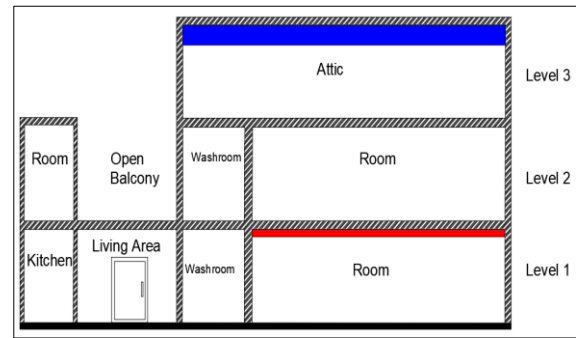 Attic
Level 3
Room
Open
Balcony
Washroom
Room
Level 2
Kitchen
Living Area
Washroom
Room
Level 1